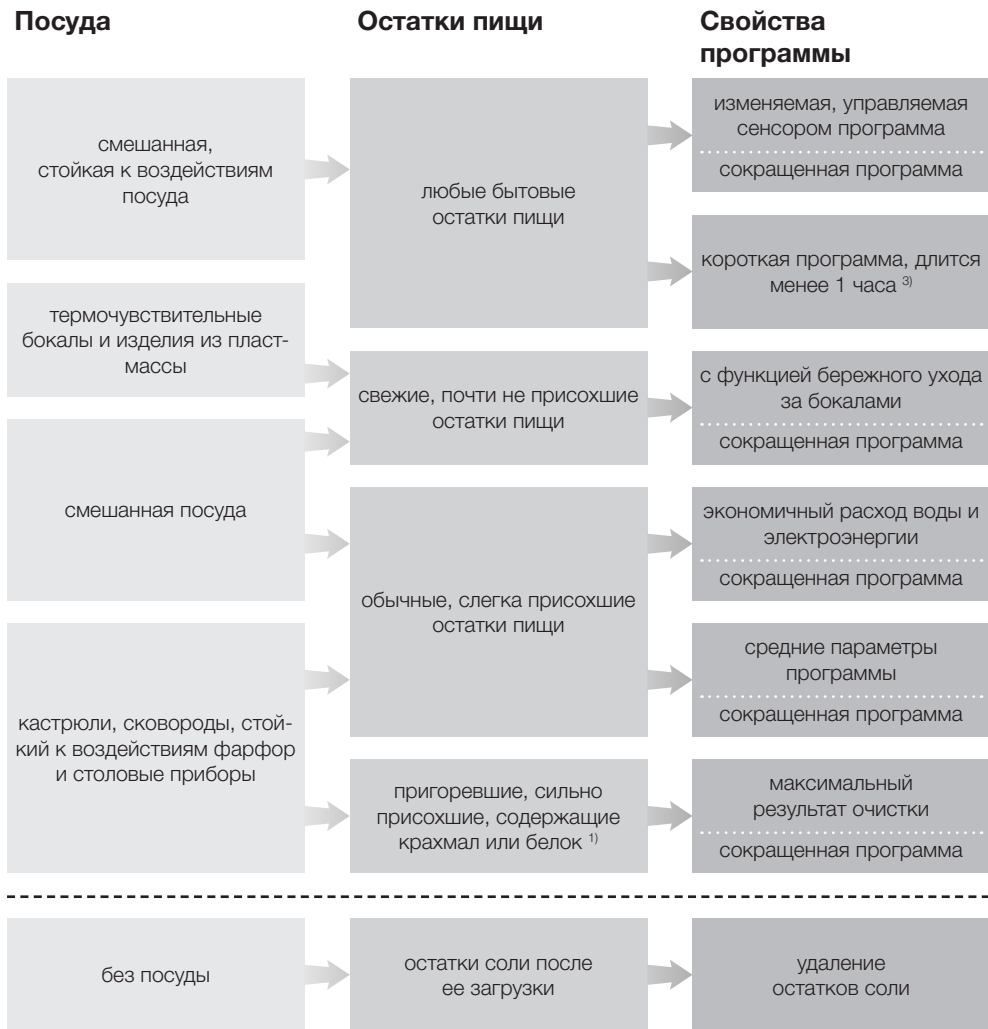 Посуда
Остатки пищи
Свойства
программы
смешанная,
стойкая к воздействиям
посуда
любые бытовые
остатки пищи
изменяемая, управляемая
сенсором программа
сокращенная программа
короткая программа, длится
менее 1 часа 3)
термочувствительные
бокалы и изделия из пласт-
массы
свежие, почти не присохшие
остатки пищи
с функцией бережного ухода
за бокалами
сокращенная программа
смешанная посуда
обычные, слегка присохшие
остатки пищи
экономичный расход воды и
электроэнергии
сокращенная программа
средние параметры
программы
сокращенная программа
кастрюли, сковороды, стой-
кий к воздействиям фарфор
и столовые приборы
пригоревшие, сильно
присохшие, содержащие
крахмал или белок 1)
максимальный
результат очистки
сокращенная программа
без посуды
остатки соли после
ее загрузки
удаление
остатков соли